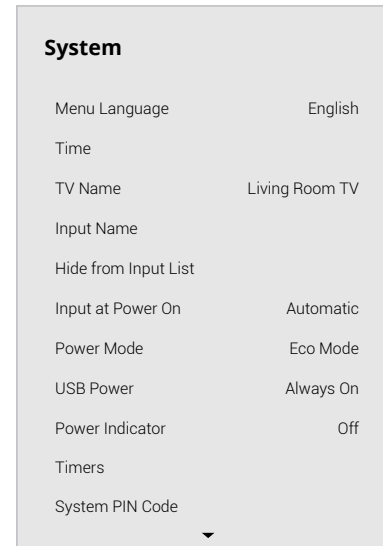 System
Menu Language English
Time
TV Name Living Room TV
Input Name
Hide from Input List
Input at Power On Automatic
Power Mode Eco Mode
USB Power Always On
Power Indicator Off
Timers
System PIN Code